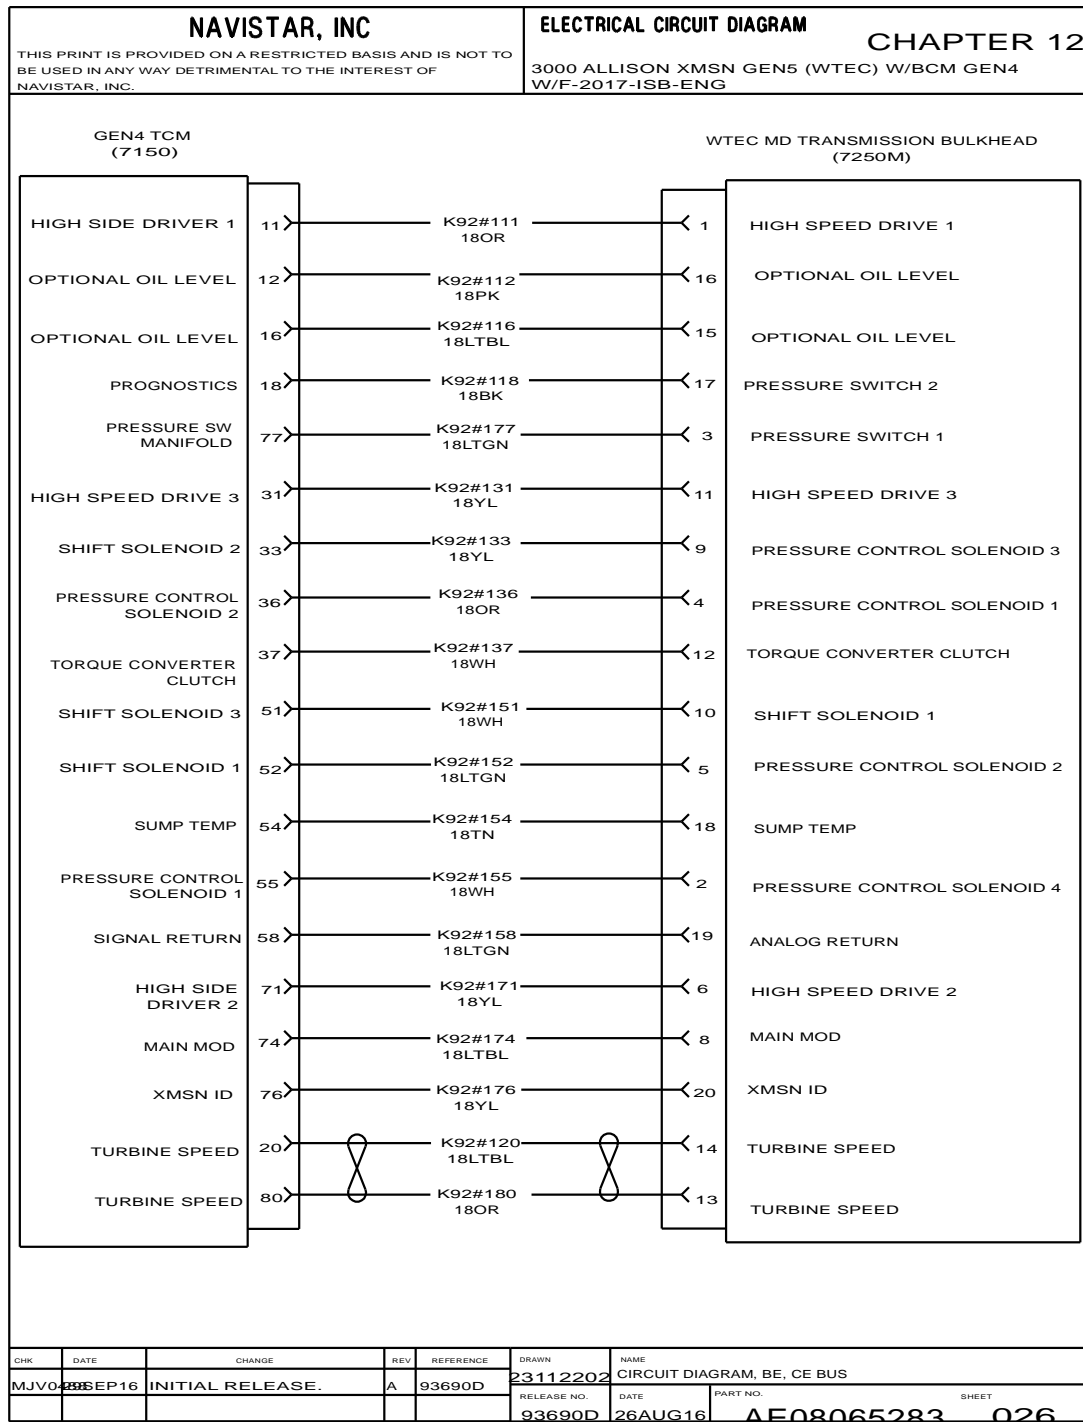 NAVISTAR, INC
THIS PRINT IS PROVIDED ON A RESTRICTED BASIS AND IS NOT TO
BE USED IN ANY WAY DETRIMENTAL TO THE INTEREST OF
NAVISTAR, INC.
ELECTRICAL CIRCUIT DIAGRAM
CHAPTER 12
3000 ALLISON XMSN GEN5 (WTEC) W/BCM GEN4
W/F-2017-ISB-ENG
GEN4 TCM
(7150)
WTEC MD TRANSMISSION BULKHEAD
(7250M)
HIGH SIDE DRIVER 1 11 K92#111 1 HIGH SPEED DRIVE 1
18OR
OPTIONAL OIL LEVEL 12 K92#112 16 OPTIONAL OIL LEVEL
18PK
OPTIONAL OIL LEVEL 16 K92#116 15 OPTIONAL OIL LEVEL
18LTBL
PROGNOSTICS 18 K92#118 17 PRESSURE SWITCH 2
18BK
PRESSURE SW
MANIFOLD 77 K92#177 3 PRESSURE SWITCH 1
18LTGN
HIGH SPEED DRIVE 3 31 K92#131 11 HIGH SPEED DRIVE 3
18YL
SHIFT SOLENOID 2 33 K92#133 9 PRESSURE CONTROL SOLENOID 3
18YL
PRESSURE CONTROL
SOLENOID 2 36 K92#136 4 PRESSURE CONTROL SOLENOID 1
18OR
TORQUE CONVERTER
CLUTCH 37 K92#137 12 TORQUE CONVERTER CLUTCH
18WH
SHIFT SOLENOID 3 51 K92#151 10 SHIFT SOLENOID 1
18WH
SHIFT SOLENOID 1 52 K92#152 5 PRESSURE CONTROL SOLENOID 2
18LTGN
SUMP TEMP 54 K92#154 18 SUMP TEMP
18TN
PRESSURE CONTROL
SOLENOID 1 55 K92#155 2 PRESSURE CONTROL SOLENOID 4
18WH
SIGNAL RETURN 58 K92#158 19 ANALOG RETURN
18LTGN
HIGH SIDE
DRIVER 2 71 K92#171 6 HIGH SPEED DRIVE 2
18YL
MAIN MOD 74 K92#174 8 MAIN MOD
18LTBL
XMSN ID 76 K92#176 20 XMSN ID
18YL
TURBINE SPEED 20 K92#120 14 TURBINE SPEED
18LTBL
TURBINE SPEED 80 K92#180 13 TURBINE SPEED
18OR
CHK DATE CHANGE REV REFERENCE DRAWN NAME
INITIAL RELEASE. A 93690D 23112202 CIRCUIT DIAGRAM, BE, CE BUS
RELEASE NO. DATE PART NO. SHEET
93690D 26AUG16 AE08065283 026